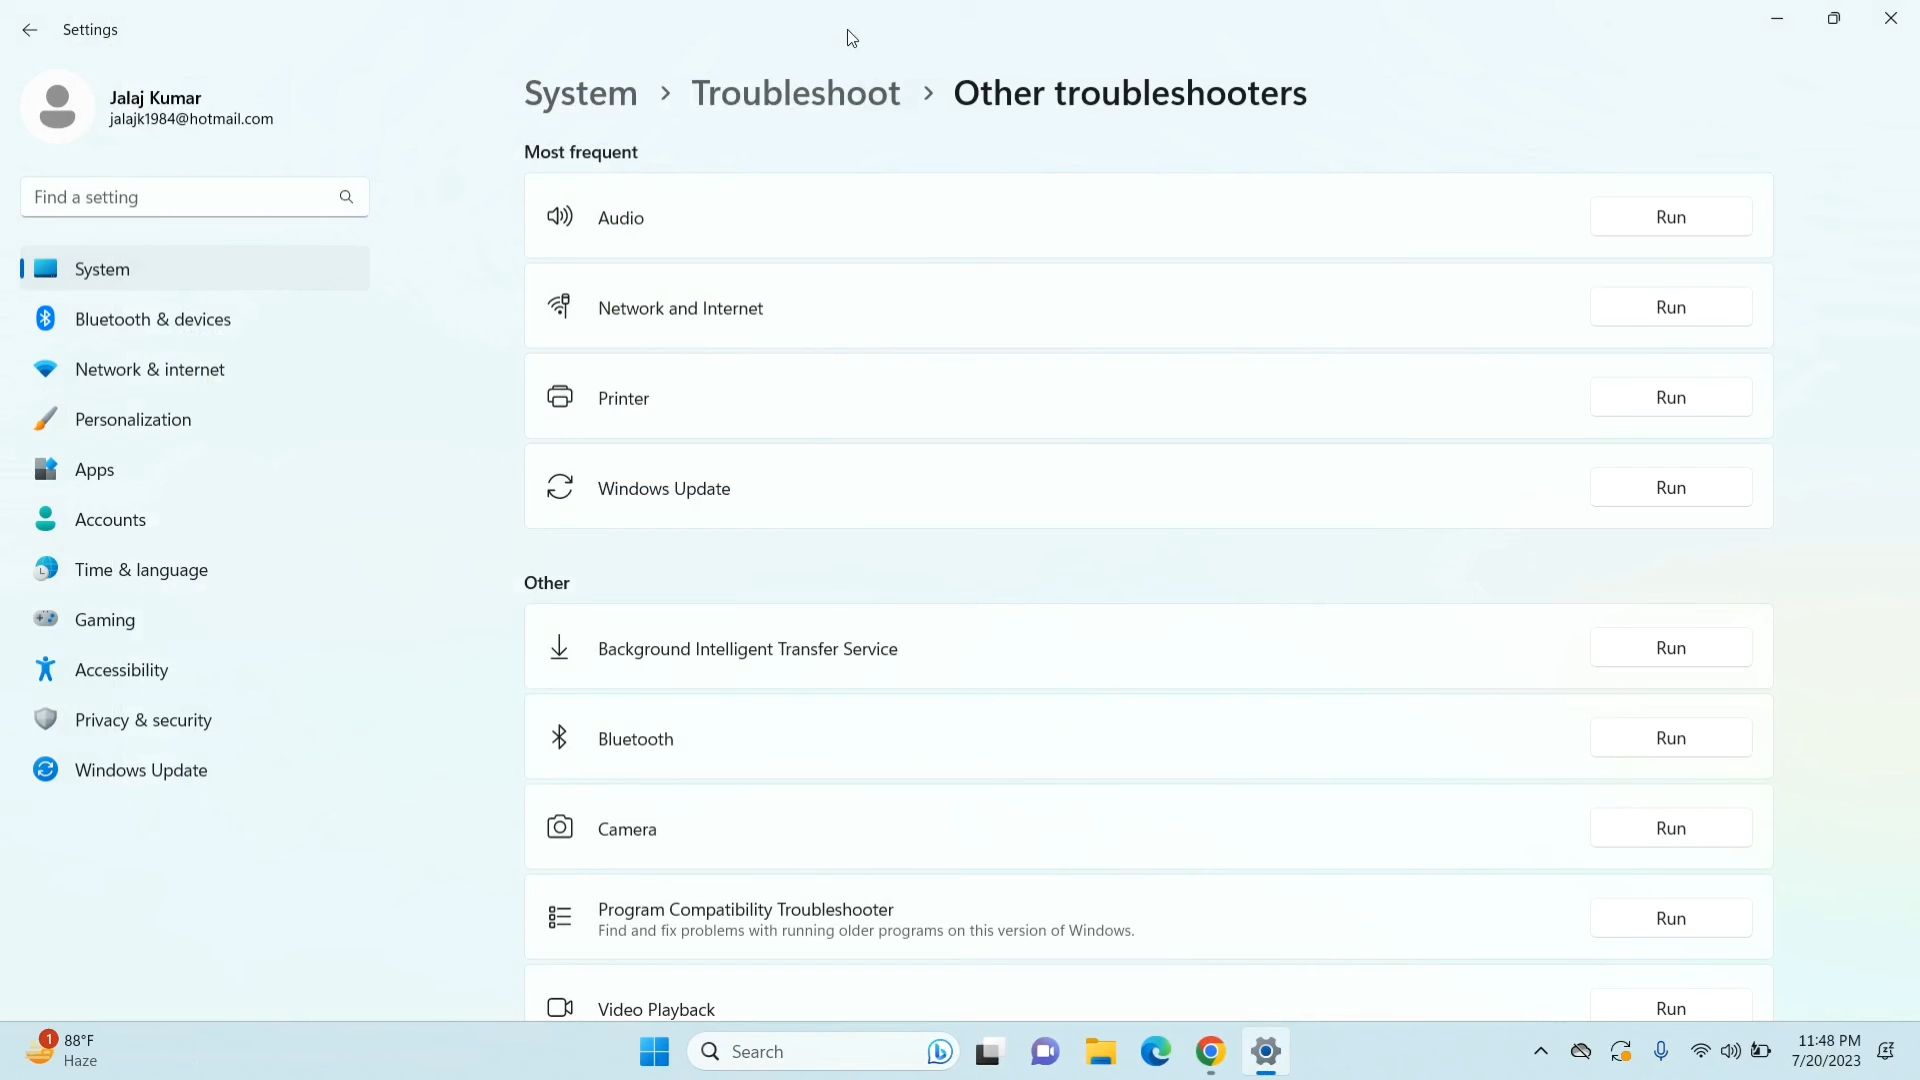 Settings
Jalaj Kumar
jalajk1984@hotmail.com
Find a setting
System
Bluetooth & devices
Network & internet
Personalization
Apps
Accounts
Time & language
Gaming
Accessibility
Privacy & security
Windows Update
System > Troubleshoot > Other troubleshooters
Most frequent
Audio Run
Network and Internet Run
Printer Run
Windows Update Run
Other
Background Intelligent Transfer Service Run
Bluetooth Run
Camera Run
Program Compatibility Troubleshooter
Find and fix problems with running older programs on this version of Windows.
Run
Video Playback Run
1
88°F
Haze
Search
11:48 PM
7/20/2023